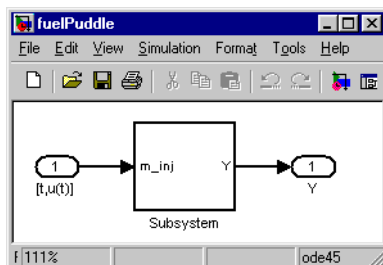 fuelPuddle
File Edit View Simulation Format Tools Help
1 m_inj Y 1
[t,u(t)] Y
Subsystem
111% ode45